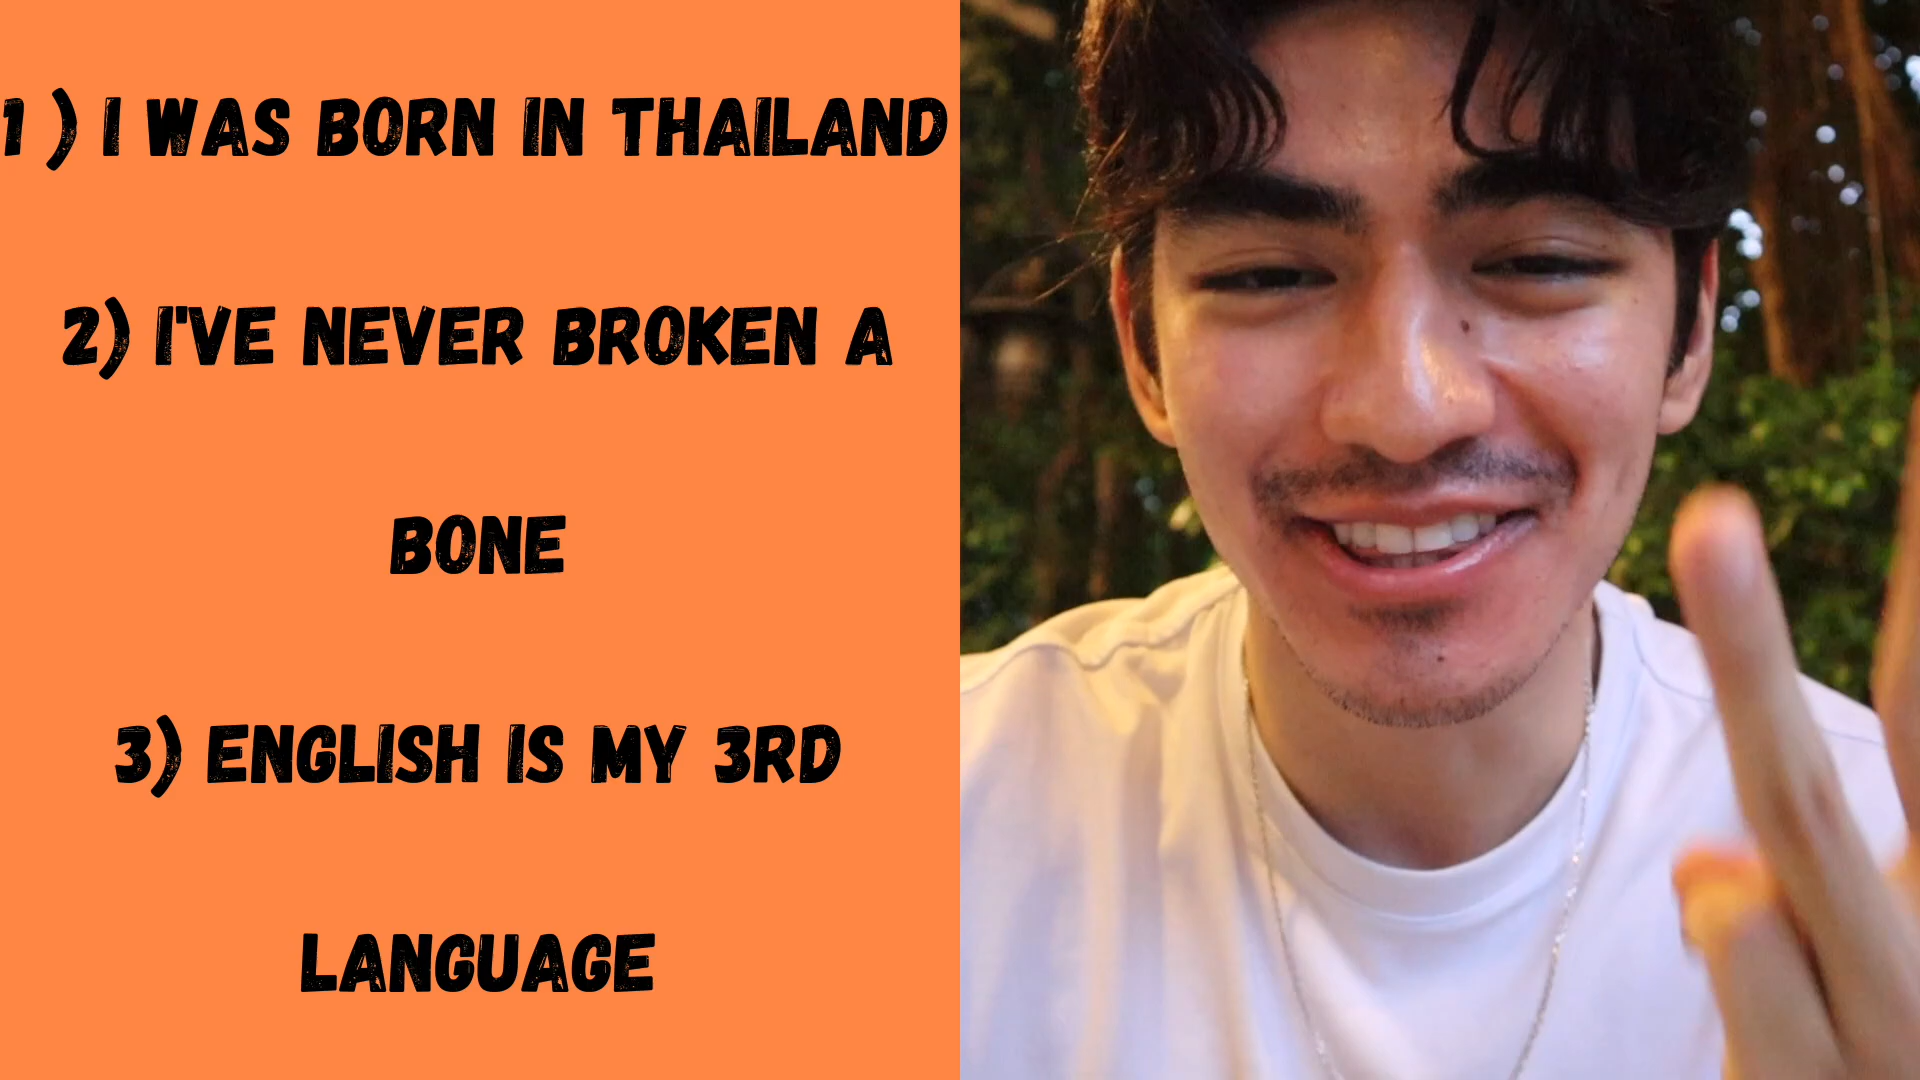 1 ) I WAS BORN IN THAILAND
2) I'VE NEVER BROKEN A
BONE
3) ENGLISH IS MY 3RD
LANGUAGE